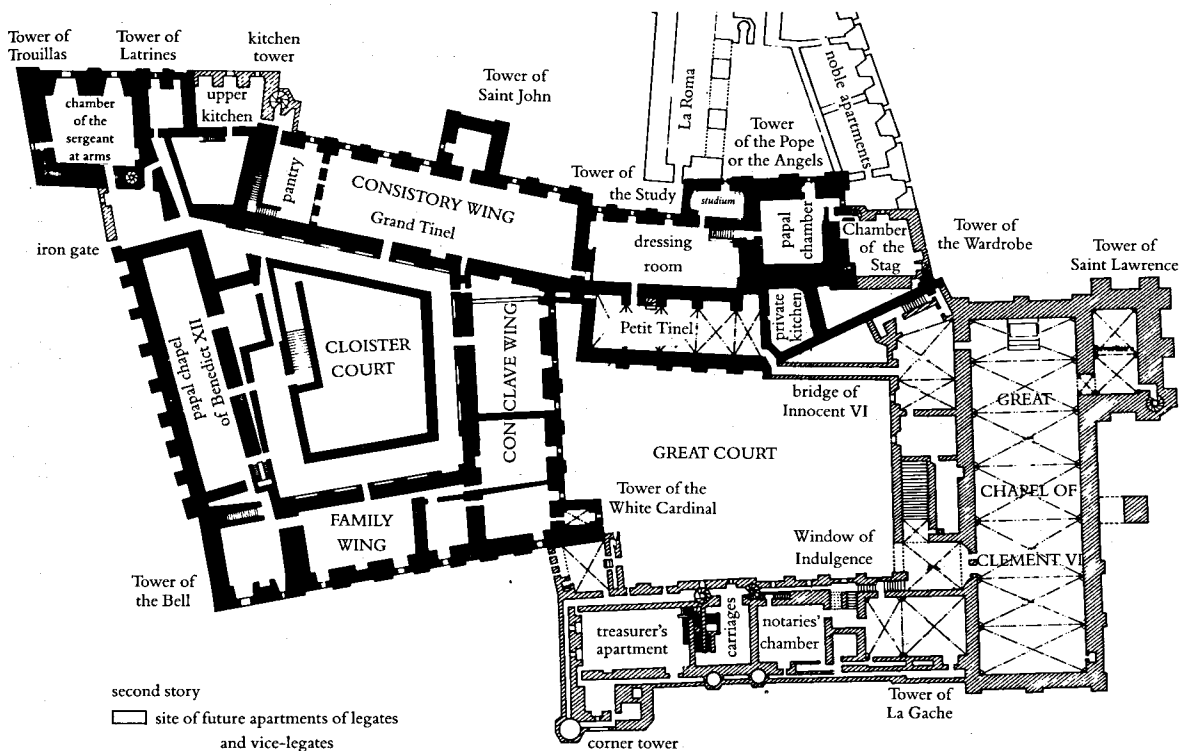 Tower of
Trouillas
Tower of
Latrines
kitchen
tower
Tower of
Saint John
chamber
of the
sergeant
at arms
upper
kitchen
pantry
CONSISTORY WING
Grand Tinel
Tower of
the Study
studium
La Roma
Tower
of the Pope
or the Angels
noble apartments
dressing
room
papal
chamber
Chamber
of the
Stag
Tower of
the Wardrobe
Tower of
Saint Lawrence
iron gate
Papal chapel
of Benedict XII
CLOISTER
COURT
CONCLAVE WING
Petit Tinel
private
kitchen
bridge of
Innocent VI
GREAT
CHAPEL OF
CLEMENT VI
GREAT COURT
Tower of the
White Cardinal
Window of
Indulgence
FAMILY
WING
Tower of
the Bell
treasurer's
apartment
carriages
notaries'
chamber
Tower of
La Gache
corner tower
second story
site of future apartments of legates
and vice-legates